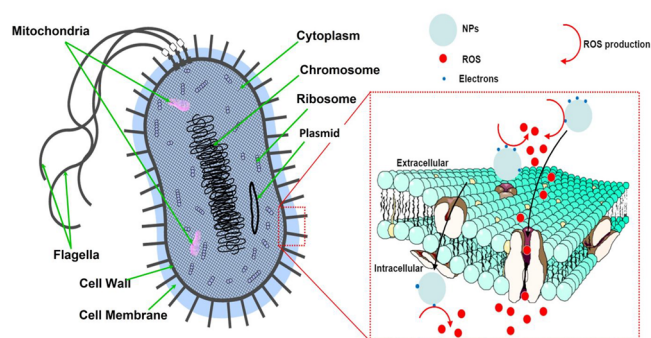 Mitochondria
Cytoplasm
Chromosome
Ribosome
Plasmid
Flagella
Cell Wall
Cell Membrane
NPs
ROS
Electrons
ROS production
Extracellular
Intracellular